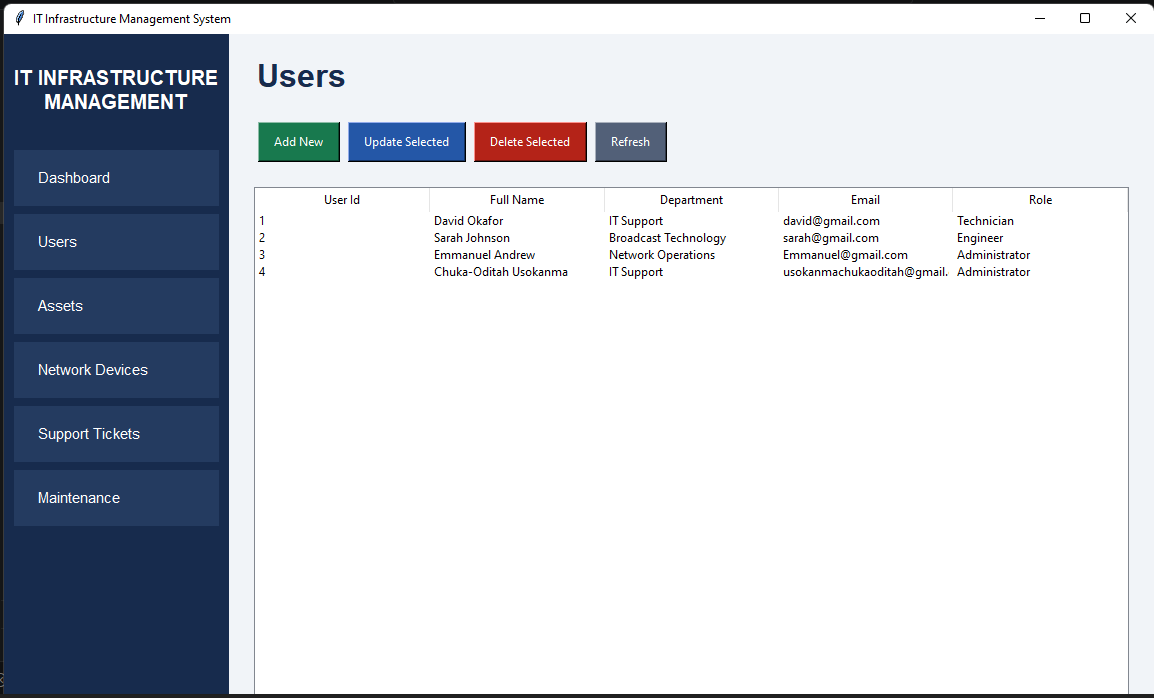 IT Infrastructure Management System
IT INFRASTRUCTURE
MANAGEMENT
Dashboard
Users
Assets
Network Devices
Support Tickets
Maintenance
Users
Add New Update Selected Delete Selected Refresh
User Id Full Name Department Email Role
1 David Okafor IT Support david@gmail.com Technician
2 Sarah Johnson Broadcast Technology sarah@gmail.com Engineer
3 Emmanuel Andrew Network Operations Emmanuel@gmail.com Administrator
4 Chuka-Oditah Usokanma IT Support usokanmachukaoditah@gmail. Administrator